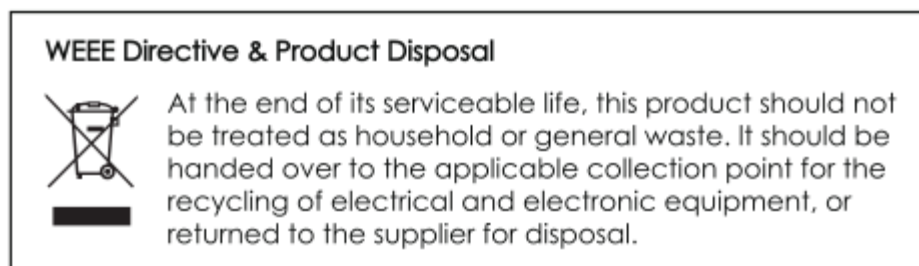 WEEE Directive & Product Disposal
At the end of its serviceable life, this product should not
be treated as household or general waste. It should be
handed over to the applicable collection point for the
recycling of electrical and electronic equipment, or
returned to the supplier for disposal.